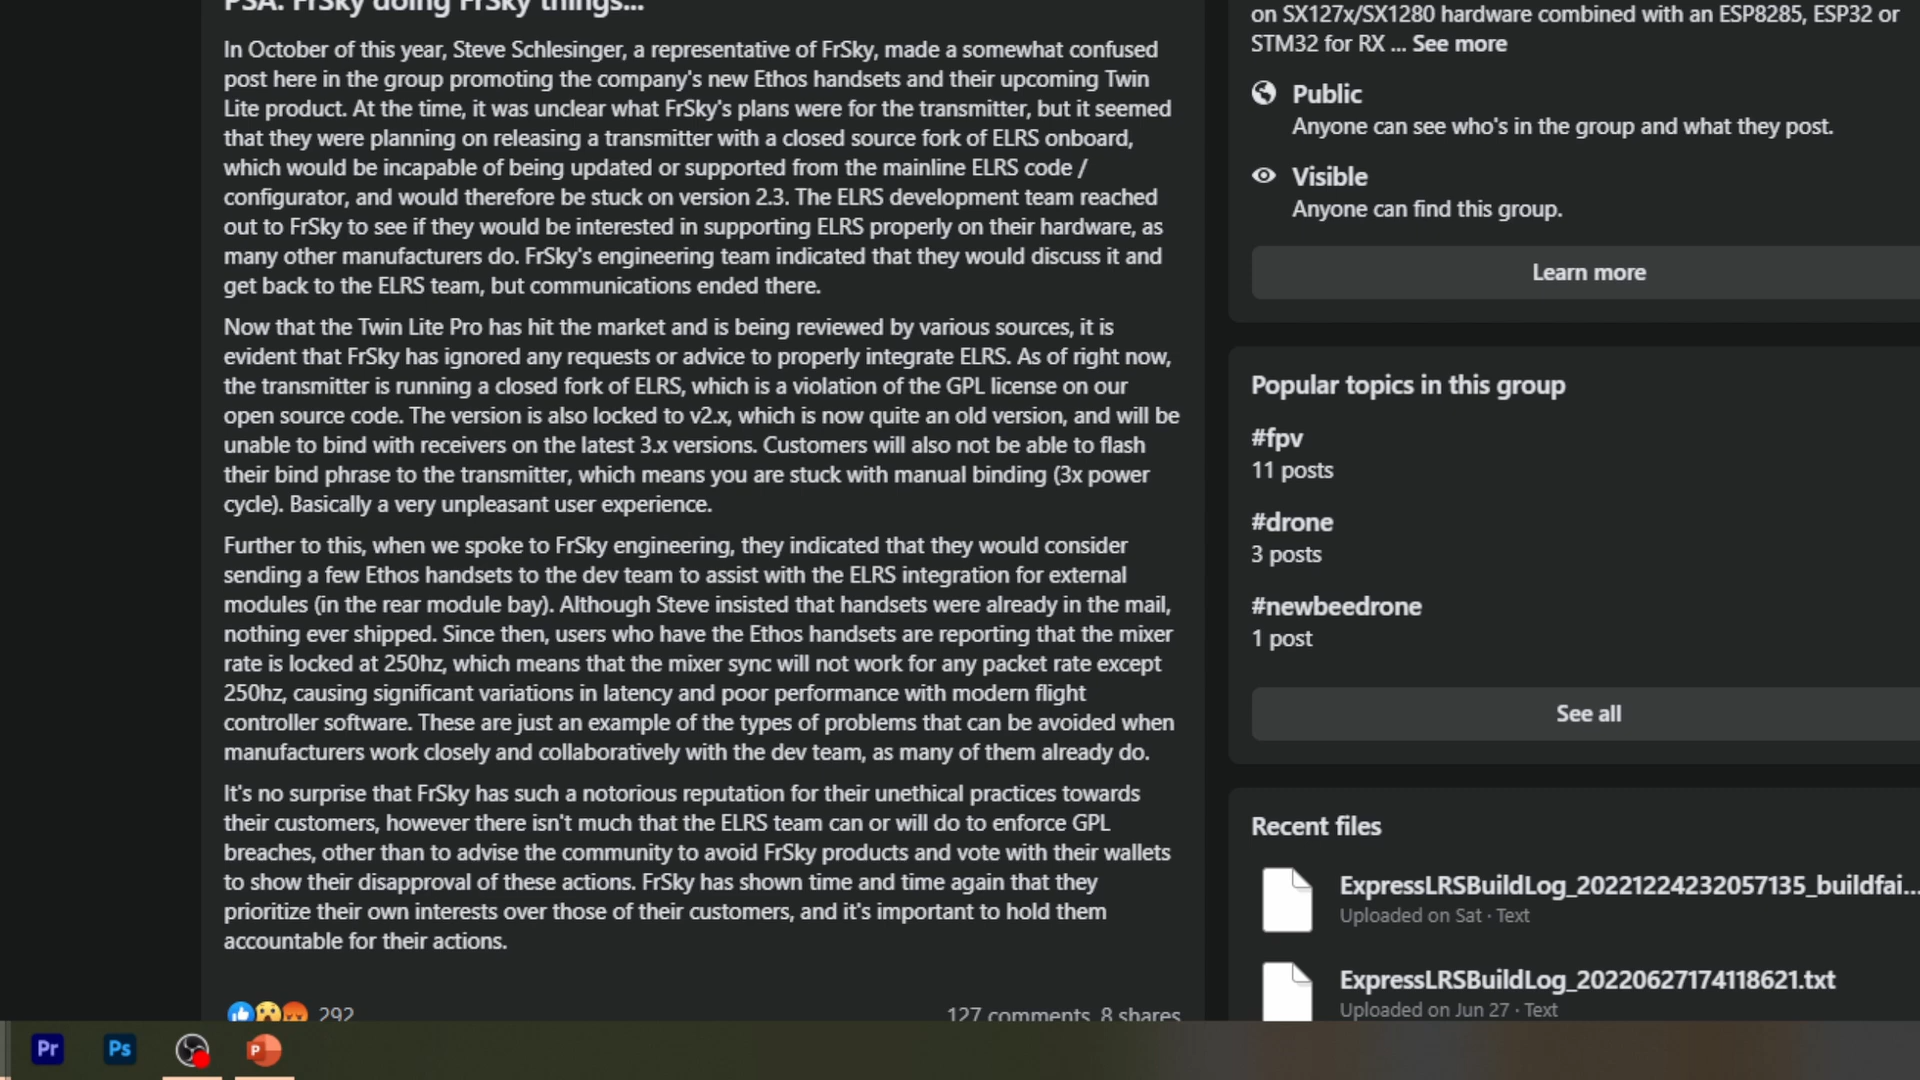 PSA: FrSky doing FrSky things...
In October of this year, Steve Schlesinger, a representative of FrSky, made a somewhat confused
post here in the group promoting the company's new Ethos handsets and their upcoming Twin
Lite product. At the time, it was unclear what FrSky's plans were for the transmitter, but it seemed
that they were planning on releasing a transmitter with a closed source fork of ELRS onboard,
which would be incapable of being updated or supported from the mainline ELRS code /
configurator, and would therefore be stuck on version 2.3. The ELRS development team reached
out to FrSky to see if they would be interested in supporting ELRS properly on their hardware, as
many other manufacturers do. FrSky's engineering team indicated that they would discuss it and
get back to the ELRS team, but communications ended there.
Now that the Twin Lite Pro has hit the market and is being reviewed by various sources, it is
evident that FrSky has ignored any requests or advice to properly integrate ELRS. As of right now,
the transmitter is running a closed fork of ELRS, which is a violation of the GPL license on our
open source code. The version is also locked to v2.x, which is now quite an old version, and will be
unable to bind with receivers on the latest 3.x versions. Customers will also not be able to flash
their bind phrase to the transmitter, which means you are stuck with manual binding (3x power
cycle). Basically a very unpleasant user experience.
Further to this, when we spoke to FrSky engineering, they indicated that they would consider
sending a few Ethos handsets to the dev team to assist with the ELRS integration for external
modules (in the rear module bay). Although Steve insisted that handsets were already in the mail,
nothing ever shipped. Since then, users who have the Ethos handsets are reporting that the mixer
rate is locked at 250hz, which means that the mixer sync will not work for any packet rate except
250hz, causing significant variations in latency and poor performance with modern flight
controller software. These are just an example of the types of problems that can be avoided when
manufacturers work closely and collaboratively with the dev team, as many of them already do.
It's no surprise that FrSky has such a notorious reputation for their unethical practices towards
their customers, however there isn't much that the ELRS team can or will do to enforce GPL
breaches, other than to advise the community to avoid FrSky products and vote with their wallets
to show their disapproval of these actions. FrSky has shown time and time again that they
prioritize their own interests over those of their customers, and it's important to hold them
accountable for their actions.
292
127 comments 8 shares
on SX127x/SX1280 hardware combined with an ESP8285, ESP32 or
STM32 for RX ... See more
Public
Anyone can see who's in the group and what they post.
Visible
Anyone can find this group.
Learn more
Popular topics in this group
#fpv
11 posts
#drone
3 posts
#newbeedrone
1 post
See all
Recent files
ExpressLRSBuildLog_20221224232057135_buildfai...
Uploaded on Sat · Text
ExpressLRSBuildLog_20220627174118621.txt
Uploaded on Jun 27 · Text
Pr
Ps
P